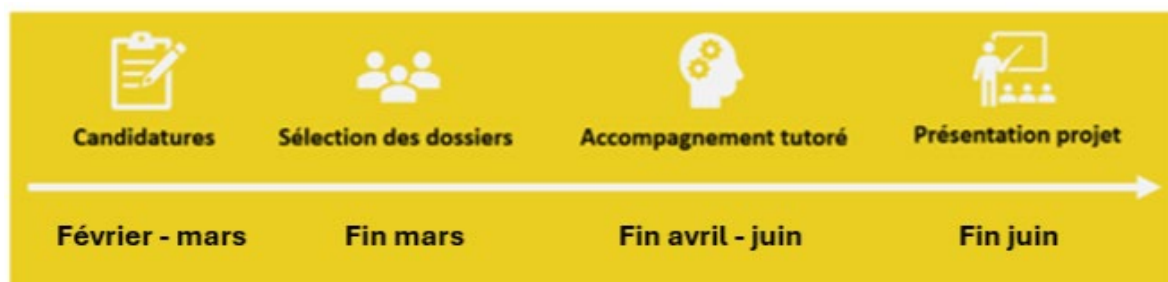 Candidatures
Sélection des dossiers
Accompagnement tutoré
Présentation projet
Février - mars
Fin mars
Fin avril - juin
Fin juin